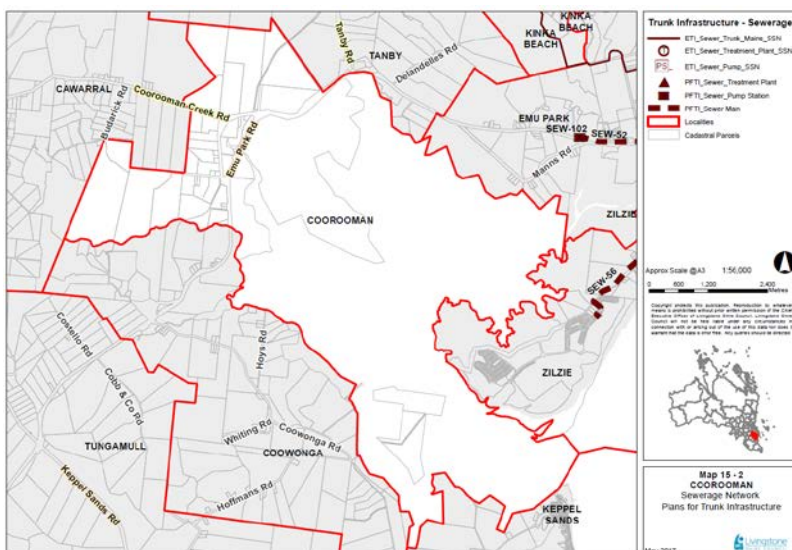 KINKA
BEACH
KINKA
BEACH
Tanby Rd
TANBY
Delandelles Rd
CAWARRAL
Budarick Rd
Coorooman Creek Rd
Emu Park Rd
EMU PARK
SEW-102
SEW-52
Manns Rd
COOROOMAN
ZILZIE
SEW-56
ZILZIE
Costello Rd
Cobb & Co Rd
Hoys Rd
TUNGAMULL
Whiting Rd
Coowonga Rd
COOWONGA
Hoffmans Rd
Keppel Sands Rd
KEPPEL
SANDS
Trunk Infrastructure - Sewerage
ETI_Sewer_Trunk_Mains_SSN
ETI_Sewer_Treatment_Plant_SSN
PS
ETI_Sewer_Pump_SSN
PFTI_Sewer_Treatment Plant
PFTI_Sewer_Pump Station
PFTI_Sewer Main
Localities
Cadastral Parcels
Approx Scale @A3 1:56,000
0 600 1,200 2,400
Metres
Map 15 - 2
COOROOMAN
Sewerage Network
Plans for Trunk Infrastructure
Livingstone